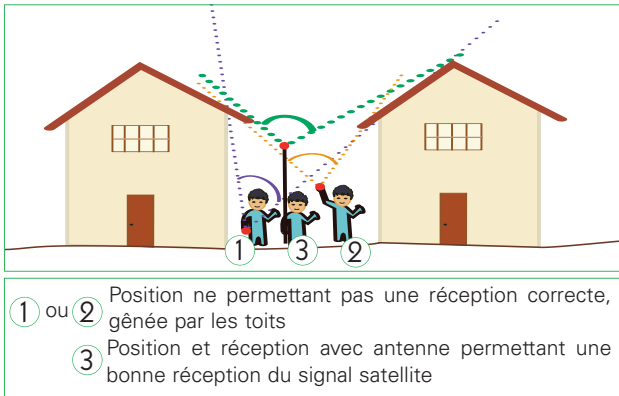 1 3 2
1 ou 2 Position ne permettant pas une réception correcte,
gênée par les toits
3 Position et réception avec antenne permettant une
bonne réception du signal satellite